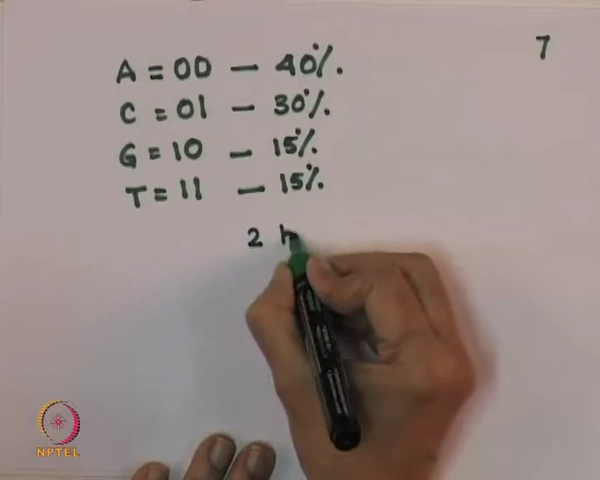 7
A = 00 — 40%.
C = 01 — 30%.
G = 10 — 15%.
T = 11 — 15%.
2
NPTEL